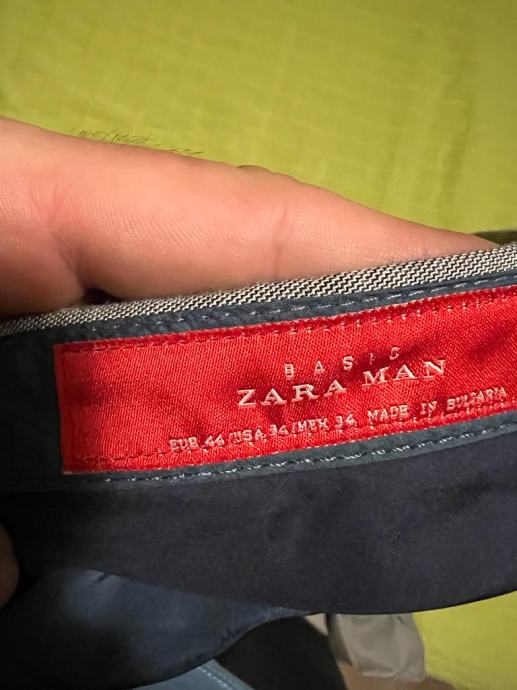 BASIC
ZARA MAN
EUR 44/USA 34/MEX 34 MADE IN BULGARIA